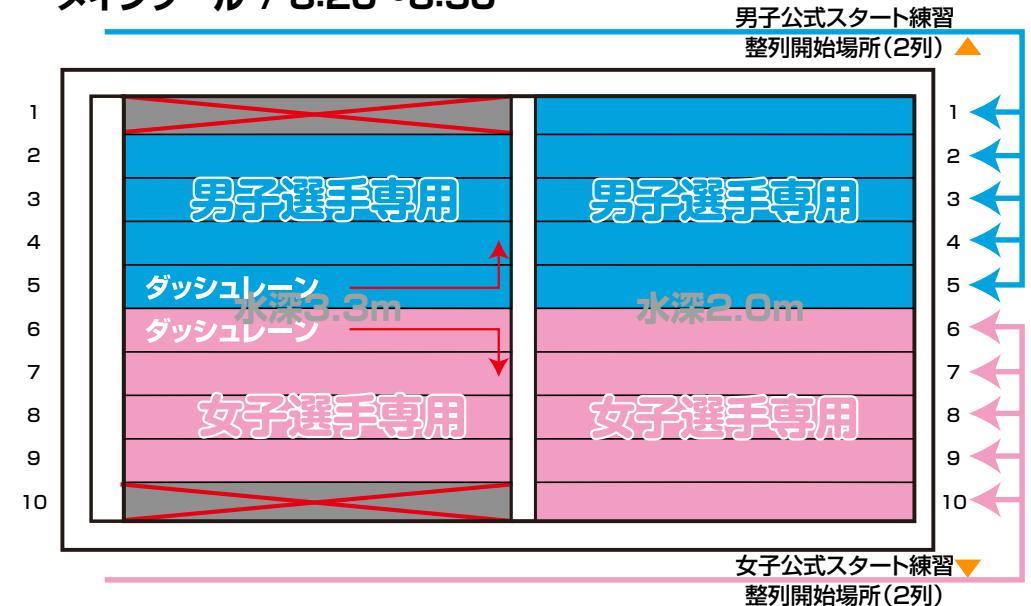 男子公式スタート練習
整列開始場所(2列)
1
2
3
4
5
6
7
8
9
10
男子選手専用
男子選手専用
ダッシュレーン
水深3.3m
水深2.0m
ダッシュレーン
女子選手専用
女子選手専用
1
2
3
4
5
6
7
8
9
10
女子公式スタート練習
整列開始場所(2列)